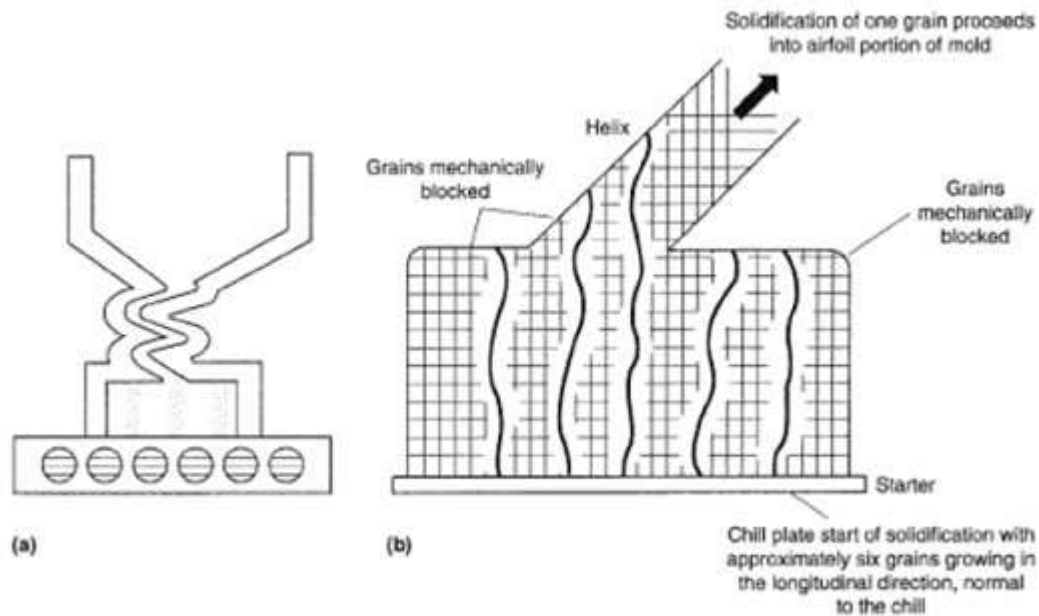 Solidification of one grain proceeds
into airfoil portion of mold
Helix
Grains mechanically
blocked
Grains
mechanically
blocked
Starter
(a)
(b)
Chill plate start of solidification with
approximately six grains growing in
the longitudinal direction, normal
to the chill